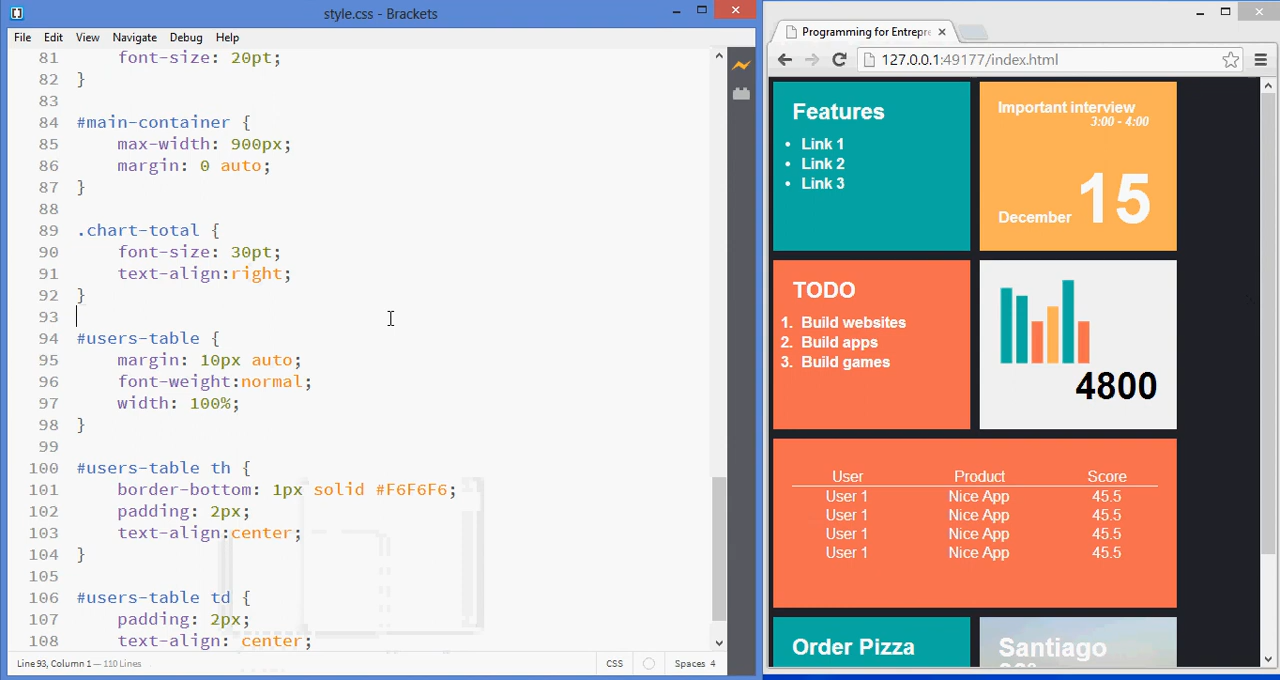 style.css - Brackets
File Edit View Navigate Debug Help
81 font-size: 20pt;
82 }
83
84 #main-container {
85 max-width: 900px;
86 margin: 0 auto;
87 }
88
89 .chart-total {
90 font-size: 30pt;
91 text-align:right;
92 }
93
94 #users-table {
95 margin: 10px auto;
96 font-weight:normal;
97 width: 100%;
98 }
99
100 #users-table th {
101 border-bottom: 1px solid #F6F6F6;
102 padding: 2px;
103 text-align:center;
104 }
105
106 #users-table td {
107 padding: 2px;
108 text-align: center;
Line 93, Column 1 — 110 Lines
CSS
Spaces 4
Programming for Entrepre
127.0.0.1:49177/index.html
Features
• Link 1
• Link 2
• Link 3
Important interview
3:00 - 4:00
December 15
TODO
1. Build websites
2. Build apps
3. Build games
4800
User Product Score
User 1 Nice App 45.5
User 1 Nice App 45.5
User 1 Nice App 45.5
User 1 Nice App 45.5
Order Pizza
Santiago